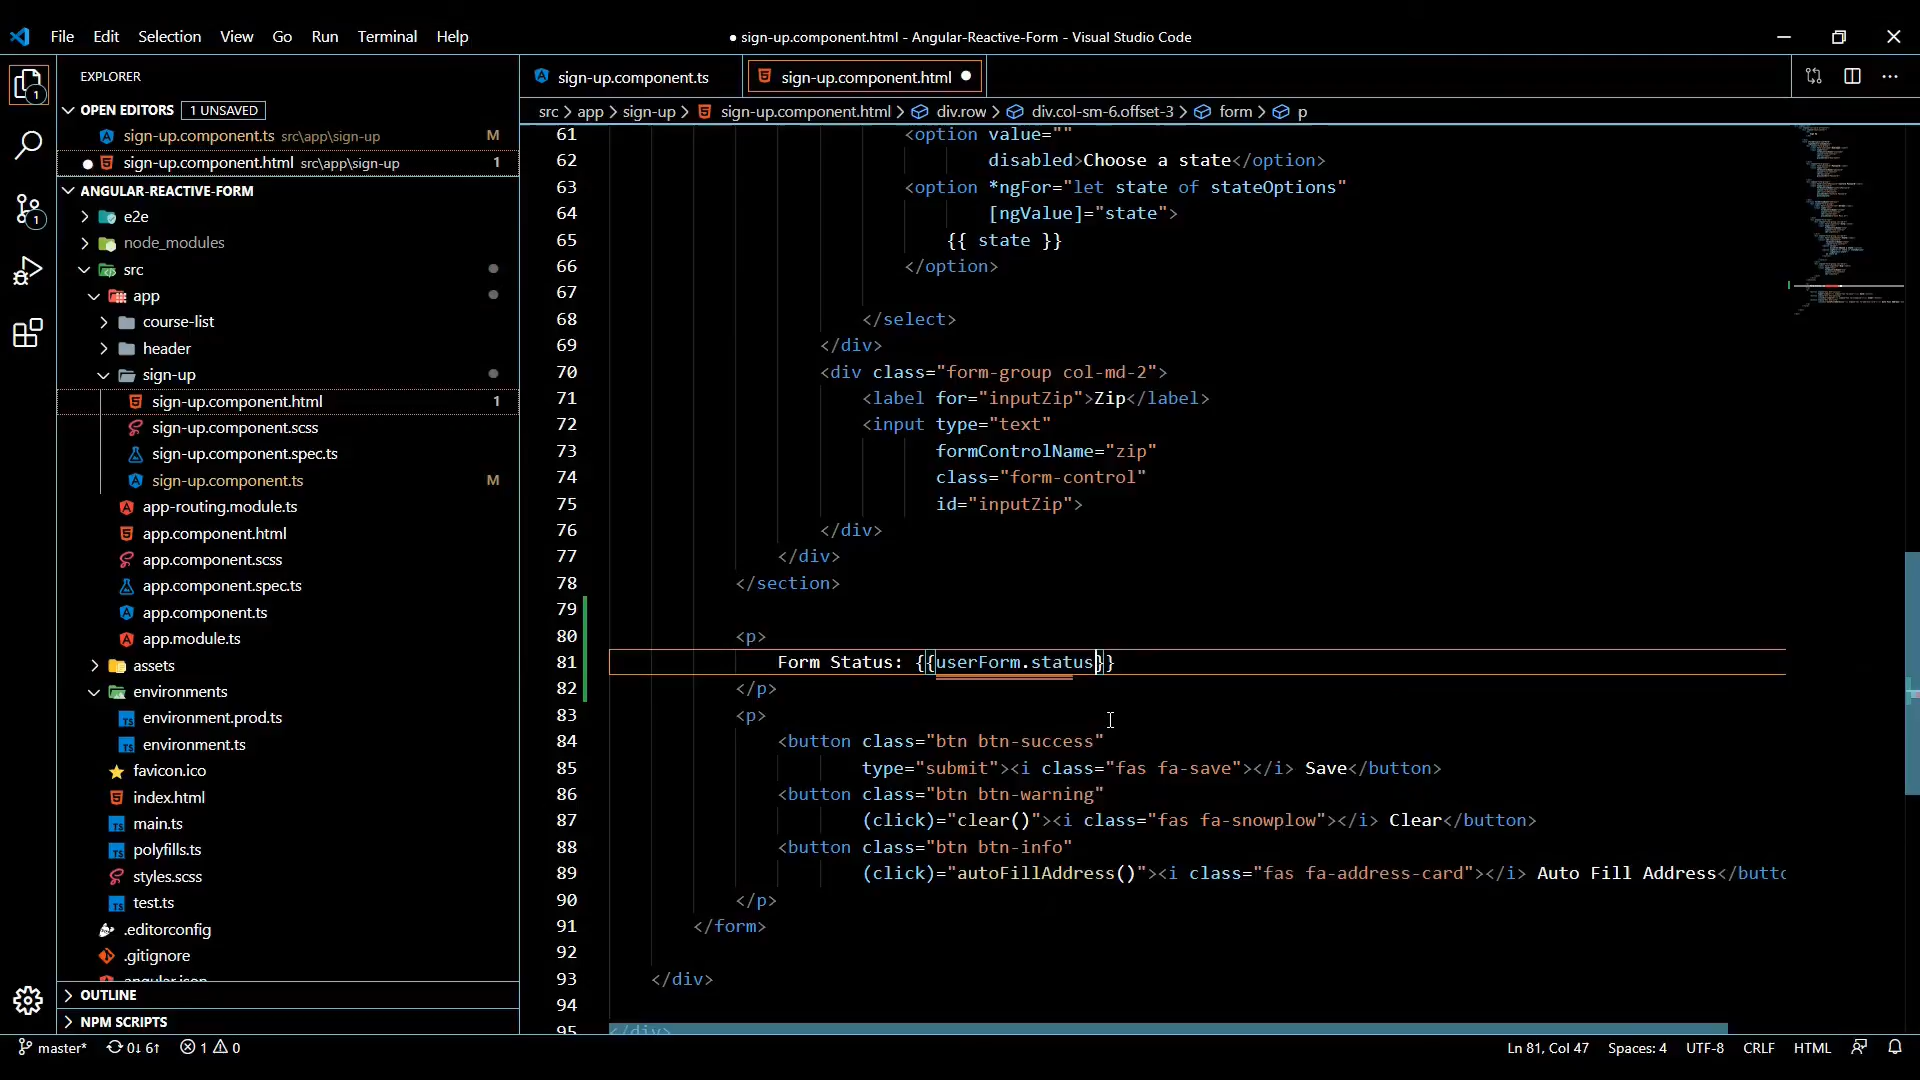 File Edit Selection View Go Run Terminal Help
● sign-up.component.html - Angular-Reactive-Form - Visual Studio Code
EXPLORER
OPEN EDITORS 1 UNSAVED
sign-up.component.ts src\app\sign-up M
sign-up.component.html src\app\sign-up 1
ANGULAR-REACTIVE-FORM
e2e
node_modules
src
app
course-list
header
sign-up
sign-up.component.html 1
sign-up.component.scss
sign-up.component.spec.ts
sign-up.component.ts M
app-routing.module.ts
app.component.html
app.component.scss
app.component.spec.ts
app.component.ts
app.module.ts
assets
environments
environment.prod.ts
environment.ts
favicon.ico
index.html
main.ts
polyfills.ts
styles.scss
test.ts
.editorconfig
.gitignore
angular.json
OUTLINE
NPM SCRIPTS
1
1
sign-up.component.ts sign-up.component.html
src > app > sign-up > sign-up.component.html > div.row > div.col-sm-6.offset-3 > form > p
61 <option value=""
62 disabled>Choose a state</option>
63 <option *ngFor="let state of stateOptions"
64 [ngValue]="state">
65 {{ state }}
66 </option>
67
68 </select>
69 </div>
70 <div class="form-group col-md-2">
71 <label for="inputZip">Zip</label>
72 <input type="text"
73 formControlName="zip"
74 class="form-control"
75 id="inputZip">
76 </div>
77 </div>
78 </section>
79
80 <p>
81 Form Status: {{userForm.status}}
82 </p>
83 <p>
84 <button class="btn btn-success"
85 type="submit"><i class="fas fa-save"></i> Save</button>
86 <button class="btn btn-warning"
87 (click)="clear()"><i class="fas fa-snowplow"></i> Clear</button>
88 <button class="btn btn-info"
89 (click)="autoFillAddress()"><i class="fas fa-address-card"></i> Auto Fill Address</butto
90 </p>
91 </form>
92
93 </div>
94
95 </div>
master* 0↓ 6↑ 1 0
Ln 81, Col 47 Spaces: 4 UTF-8 CRLF HTML